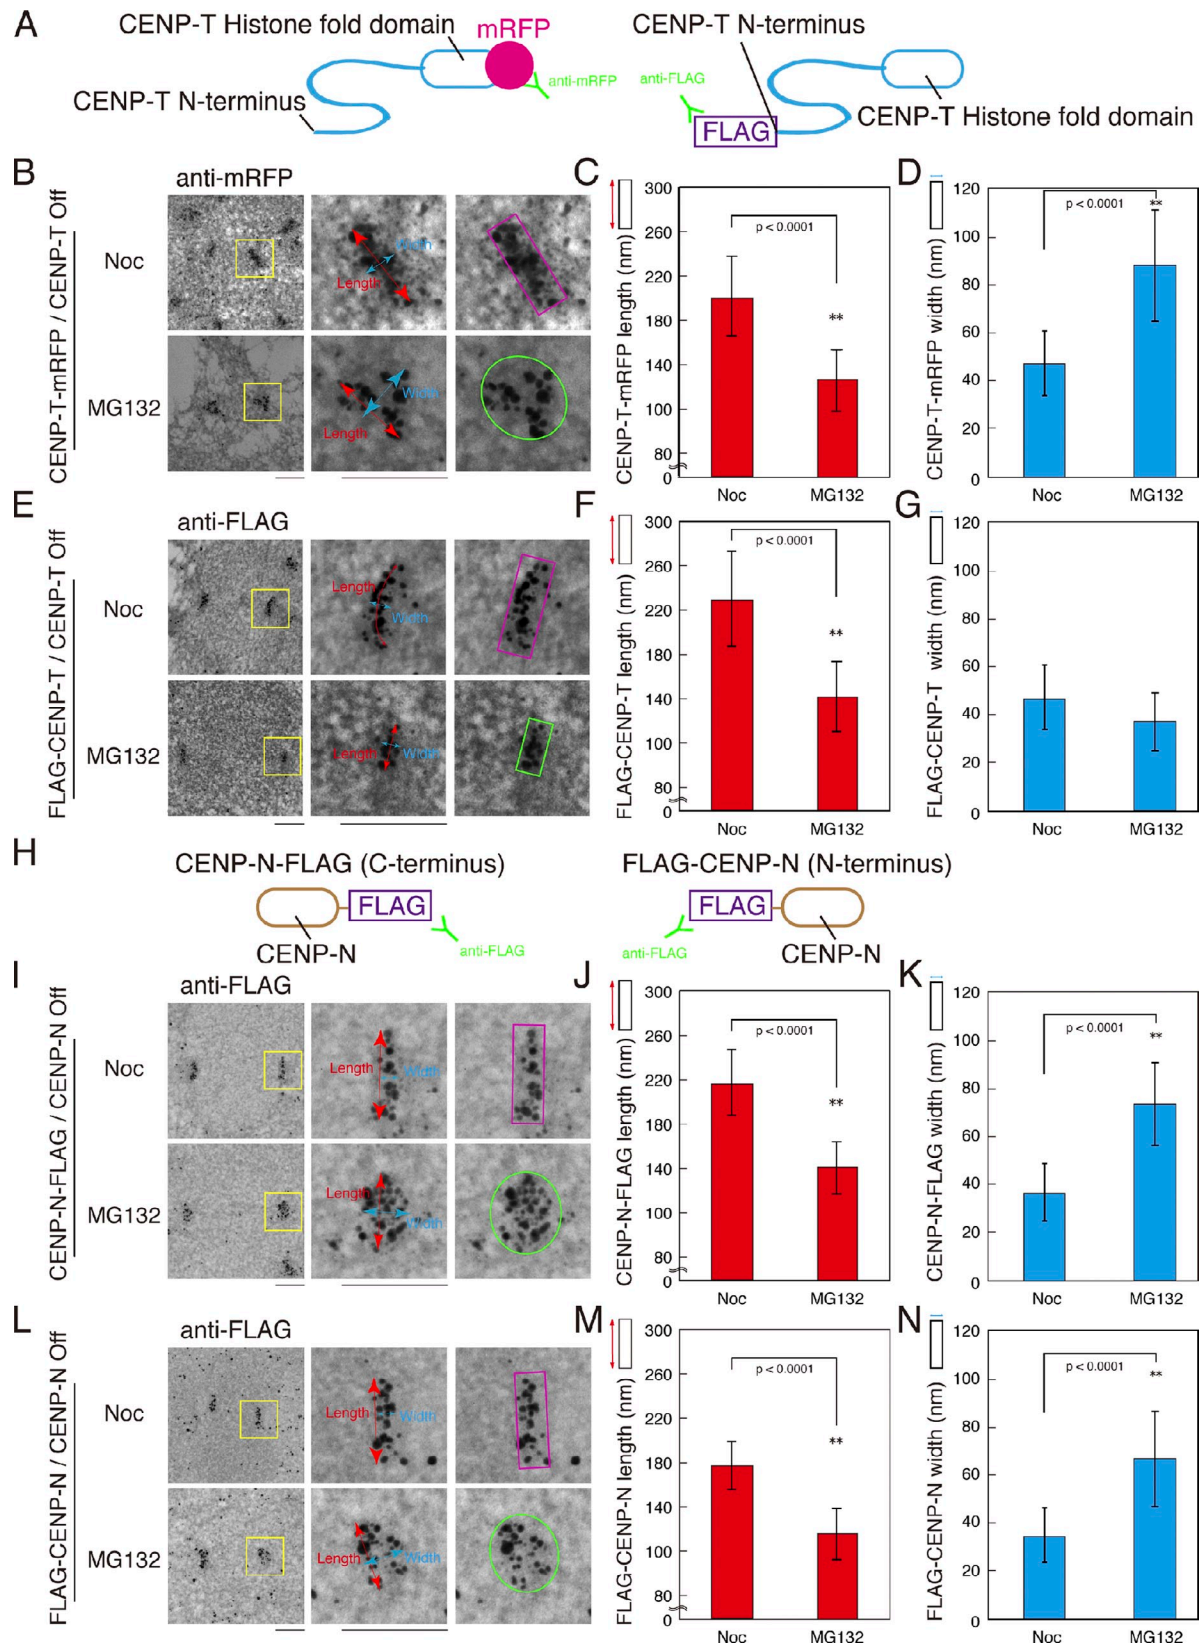 A
CENP-T Histone fold domain
mRFP
anti-mRFP
CENP-T N-terminus
CENP-T N-terminus
anti-FLAG
FLAG
CENP-T Histone fold domain
B
anti-mRFP
CENP-T-mRFP / CENP-T Off
Noc
Length
Width
MG132
Length
Width
C
CENP-T-mRFP length (nm)
300
260
220
180
140
100
80
0
p < 0.0001
**
Noc
MG132
D
CENP-T-mRFP width (nm)
120
100
80
60
40
20
0
p < 0.0001
**
Noc
MG132
E
anti-FLAG
FLAG-CENP-T / CENP-T Off
Noc
Length
Width
MG132
Length
Width
F
FLAG-CENP-T length (nm)
300
260
220
180
140
100
80
0
p < 0.0001
**
Noc
MG132
G
FLAG-CENP-T width (nm)
120
100
80
60
40
20
0
Noc
MG132
H
CENP-N-FLAG (C-terminus)
FLAG
CENP-N
anti-FLAG
FLAG-CENP-N (N-terminus)
FLAG
anti-FLAG
CENP-N
I
anti-FLAG
CENP-N-FLAG / CENP-N Off
Noc
Length
Width
MG132
Length
Width
J
CENP-N-FLAG length (nm)
300
260
220
180
140
100
80
0
p < 0.0001
**
Noc
MG132
K
CENP-N-FLAG width (nm)
120
100
80
60
40
20
0
p < 0.0001
**
Noc
MG132
L
anti-FLAG
FLAG-CENP-N / CENP-N Off
Noc
Length
Width
MG132
Length
Width
M
FLAG-CENP-N length (nm)
300
260
220
180
140
100
80
0
p < 0.0001
**
Noc
MG132
N
FLAG-CENP-N width (nm)
120
100
80
60
40
20
0
p < 0.0001
**
Noc
MG132